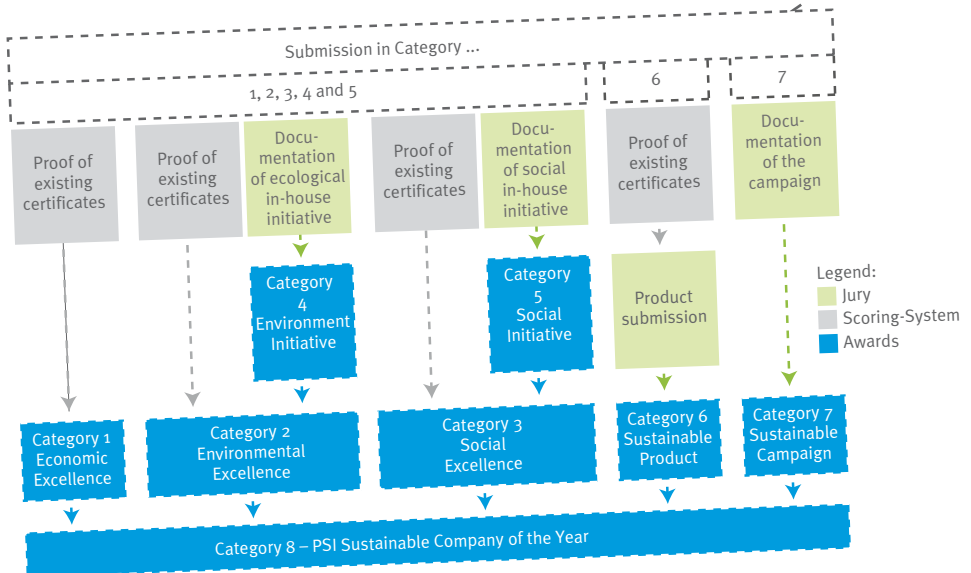 Submission in Category ...
1, 2, 3, 4 and 5
6
7
Proof of
existing
certificates
Proof of
existing
certificates
Docu-
mentation
of ecological
in-house
initiative
Proof of
existing
certificates
Docu-
mentation
of social
in-house
initiative
Proof of
existing
certificates
Docu-
mentation
of the
campaign
Category
4
Environment
Initiative
Category
5
Social
Initiative
Product
submission
Legend:
Jury
Scoring-System
Awards
Category 1
Economic
Excellence
Category 2
Environmental
Excellence
Category 3
Social
Excellence
Category 6
Sustainable
Product
Category 7
Sustainable
Campaign
Category 8 – PSI Sustainable Company of the Year